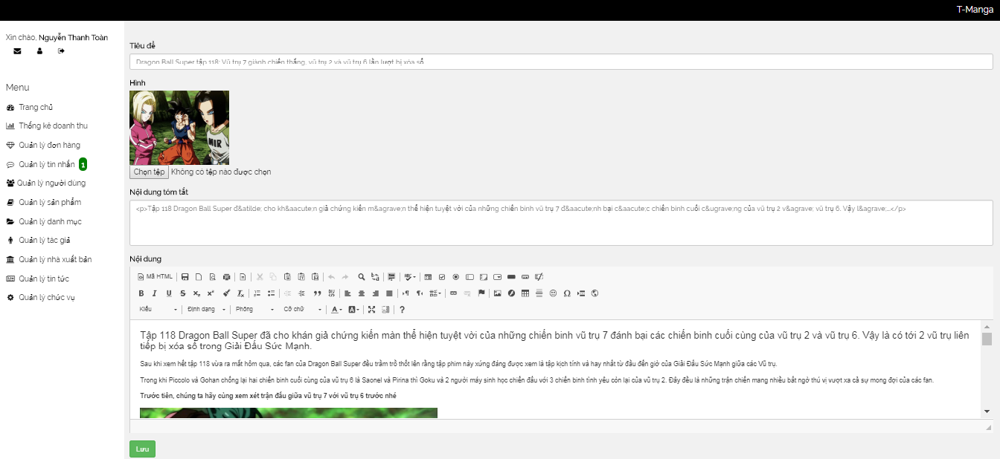 T-Manga
Xin chào, Nguyễn Thanh Toàn
Menu
Trang chủ
Thống kê doanh thu
Quản lý đơn hàng
Quản lý tin nhắn 1
Quản lý người dùng
Quản lý sản phẩm
Quản lý danh mục
Quản lý tác giả
Quản lý nhà xuất bản
Quản lý tin tức
Quản lý chức vụ
Tiêu đề
Dragon Ball Super tập 118: Vũ trụ 7 giành chiến thắng, vũ trụ 2 và vũ trụ 6 lần lượt bị xóa sổ
Hình
MIR
Chọn tệp Không có tệp nào được chọn
Nội dung tóm tắt
<p>Tập 118 Dragon Ball Super đ&atilde; cho kh&aacute;n giả chứng kiến m&agrave;n thể hiện tuyệt vời của những chiến binh vũ trụ 7 đ&aacute;nh bại c&aacute;c chiến binh cuối c&ugrave;ng của vũ trụ 2 v&agrave; vũ trụ 6. Vậy l&agrave;...</p>
Nội dung
Mã HTML
Kiểu Định dạng Phông Cỡ chữ
Tập 118 Dragon Ball Super đã cho khán giả chứng kiến màn thể hiện tuyệt vời của những chiến binh vũ trụ 7 đánh bại các chiến binh cuối cùng của vũ trụ 2 và vũ trụ 6. Vậy là có tới 2 vũ trụ liên
tiếp bị xóa sổ trong Giải Đấu Sức Mạnh.
Sau khi xem hết tập 118 vừa ra mắt hôm qua, các fan của Dragon Ball Super đều trầm trồ thốt lên rằng tập phim này xứng đáng được xem là tập kịch tính và hay nhất từ đầu đến giờ của Giải Đấu Sức Mạnh giữa các Vũ trụ.
Trong khi Piccolo và Gohan chống lại hai chiến binh cuối cùng của vũ trụ 6 là Saonel và Pirina thì Goku và 2 người máy sinh học chiến đấu với 3 chiến binh tình yêu còn lại của vũ trụ 2. Đây đều là những trận chiến mang nhiều bất ngờ thú vị vượt xa cả sự mong đợi của các fan.
Trước tiên, chúng ta hãy cùng xem xét trận đấu giữa vũ trụ 7 với vũ trụ 6 trước nhé
Lưu